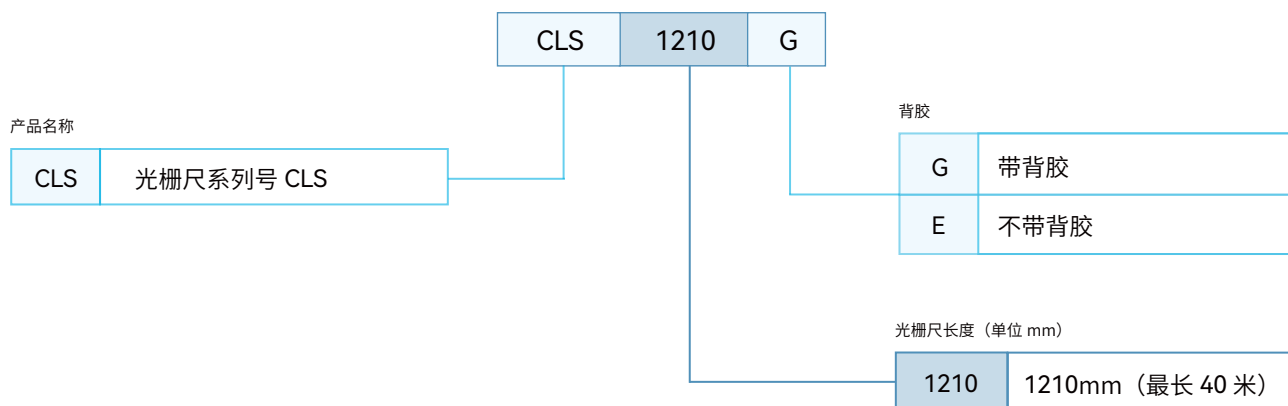 CLS 1210 G
产品名称
CLS 光栅尺系列号 CLS
背胶
G 带背胶
E 不带背胶
光栅尺长度（单位 mm）
1210 1210mm（最长 40 米）